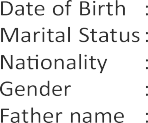 Date of Birth :
Marital Status :
Nationality :
Gender :
Father name :